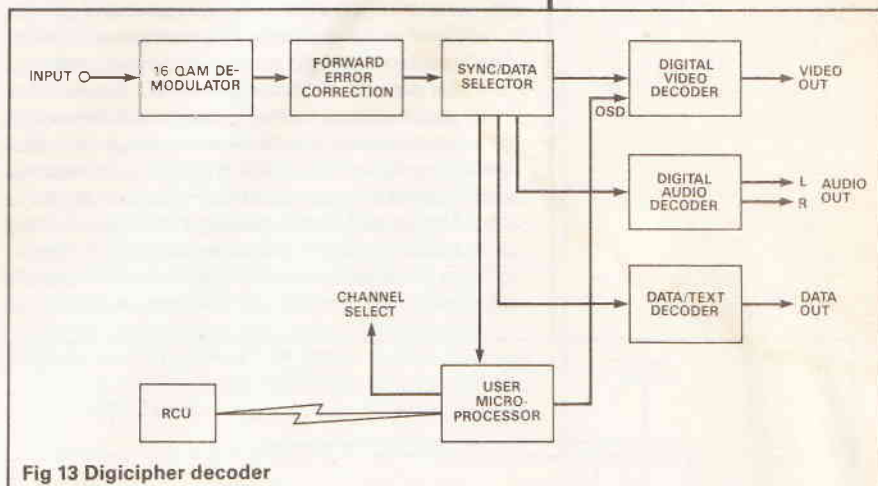 INPUT
16 QAM DE-
MODULATOR
FORWARD
ERROR
CORRECTION
SYNC/DATA
SELECTOR
DIGITAL
VIDEO
DECODER
VIDEO
OUT
OSD
DIGITAL
AUDIO
DECODER
L
R
AUDIO
OUT
CHANNEL
SELECT
DATA/TEXT
DECODER
DATA
OUT
RCU
USER
MICRO-
PROCESSOR
Fig 13 Digicipher decoder